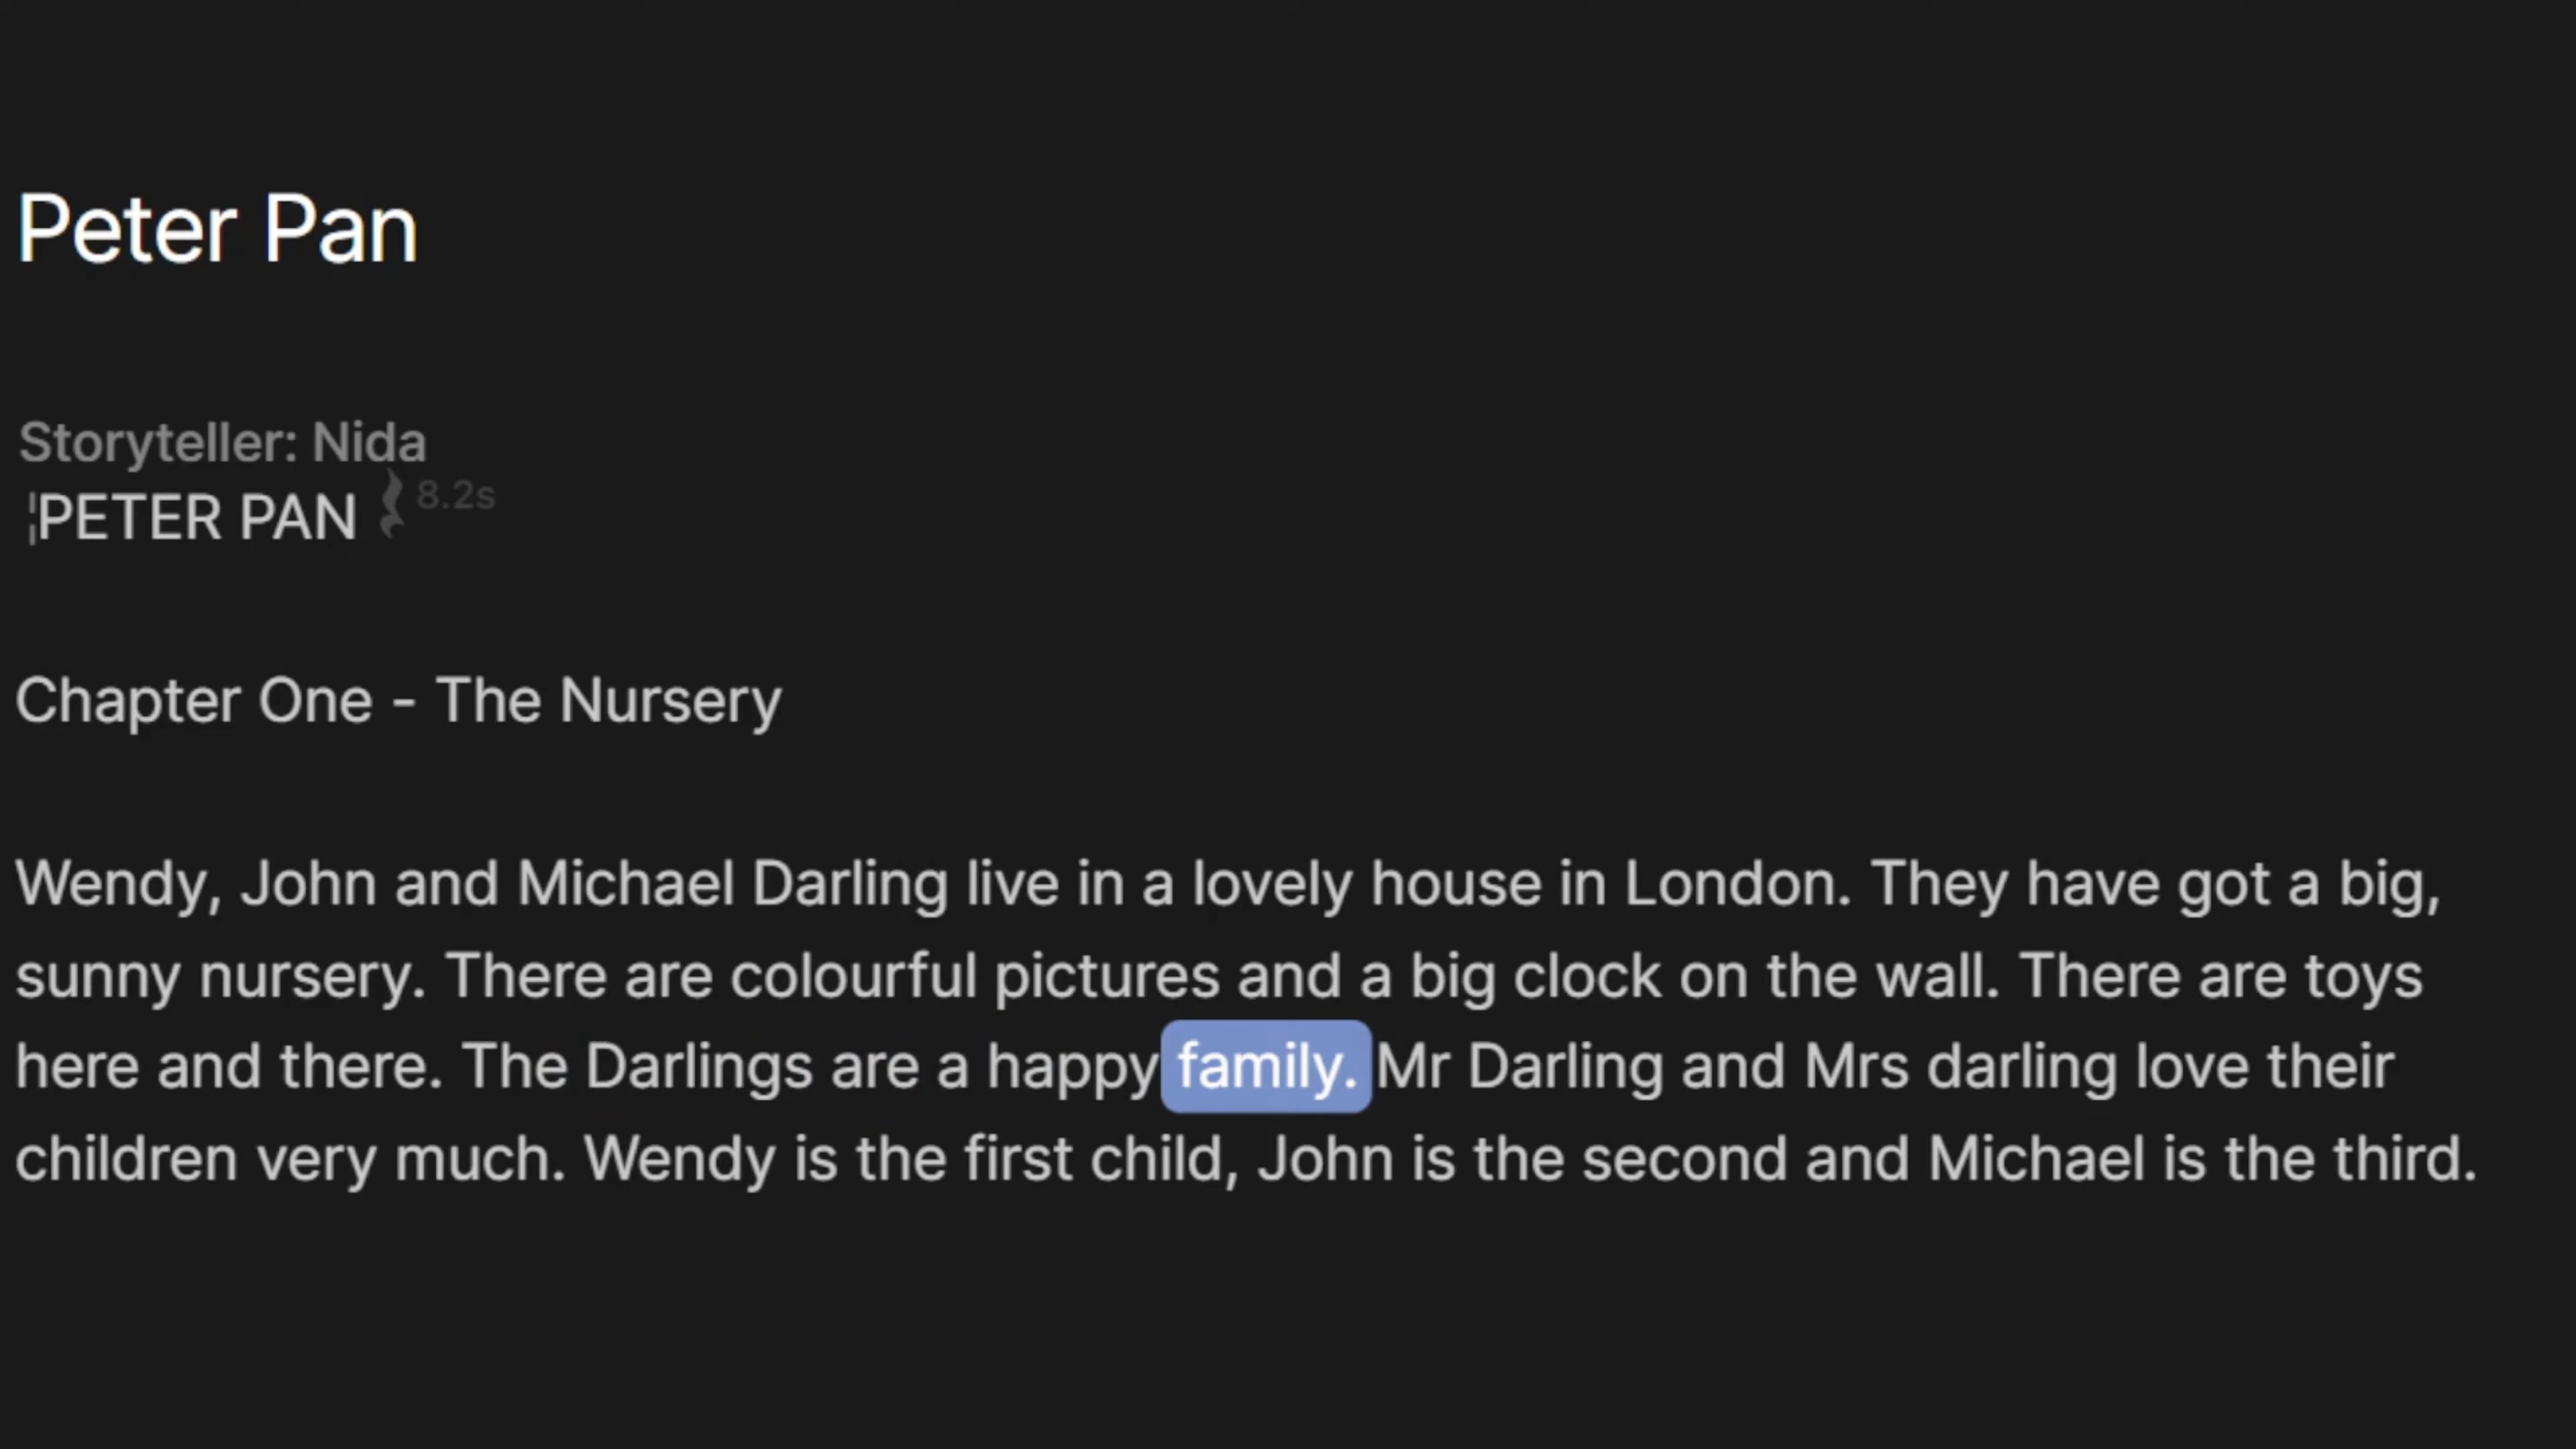 Peter Pan
Storyteller: Nida
¦PETER PAN 8.2s
Chapter One - The Nursery
Wendy, John and Michael Darling live in a lovely house in London. They have got a big,
sunny nursery. There are colourful pictures and a big clock on the wall. There are toys
here and there. The Darlings are a happy family. Mr Darling and Mrs darling love their
children very much. Wendy is the first child, John is the second and Michael is the third.